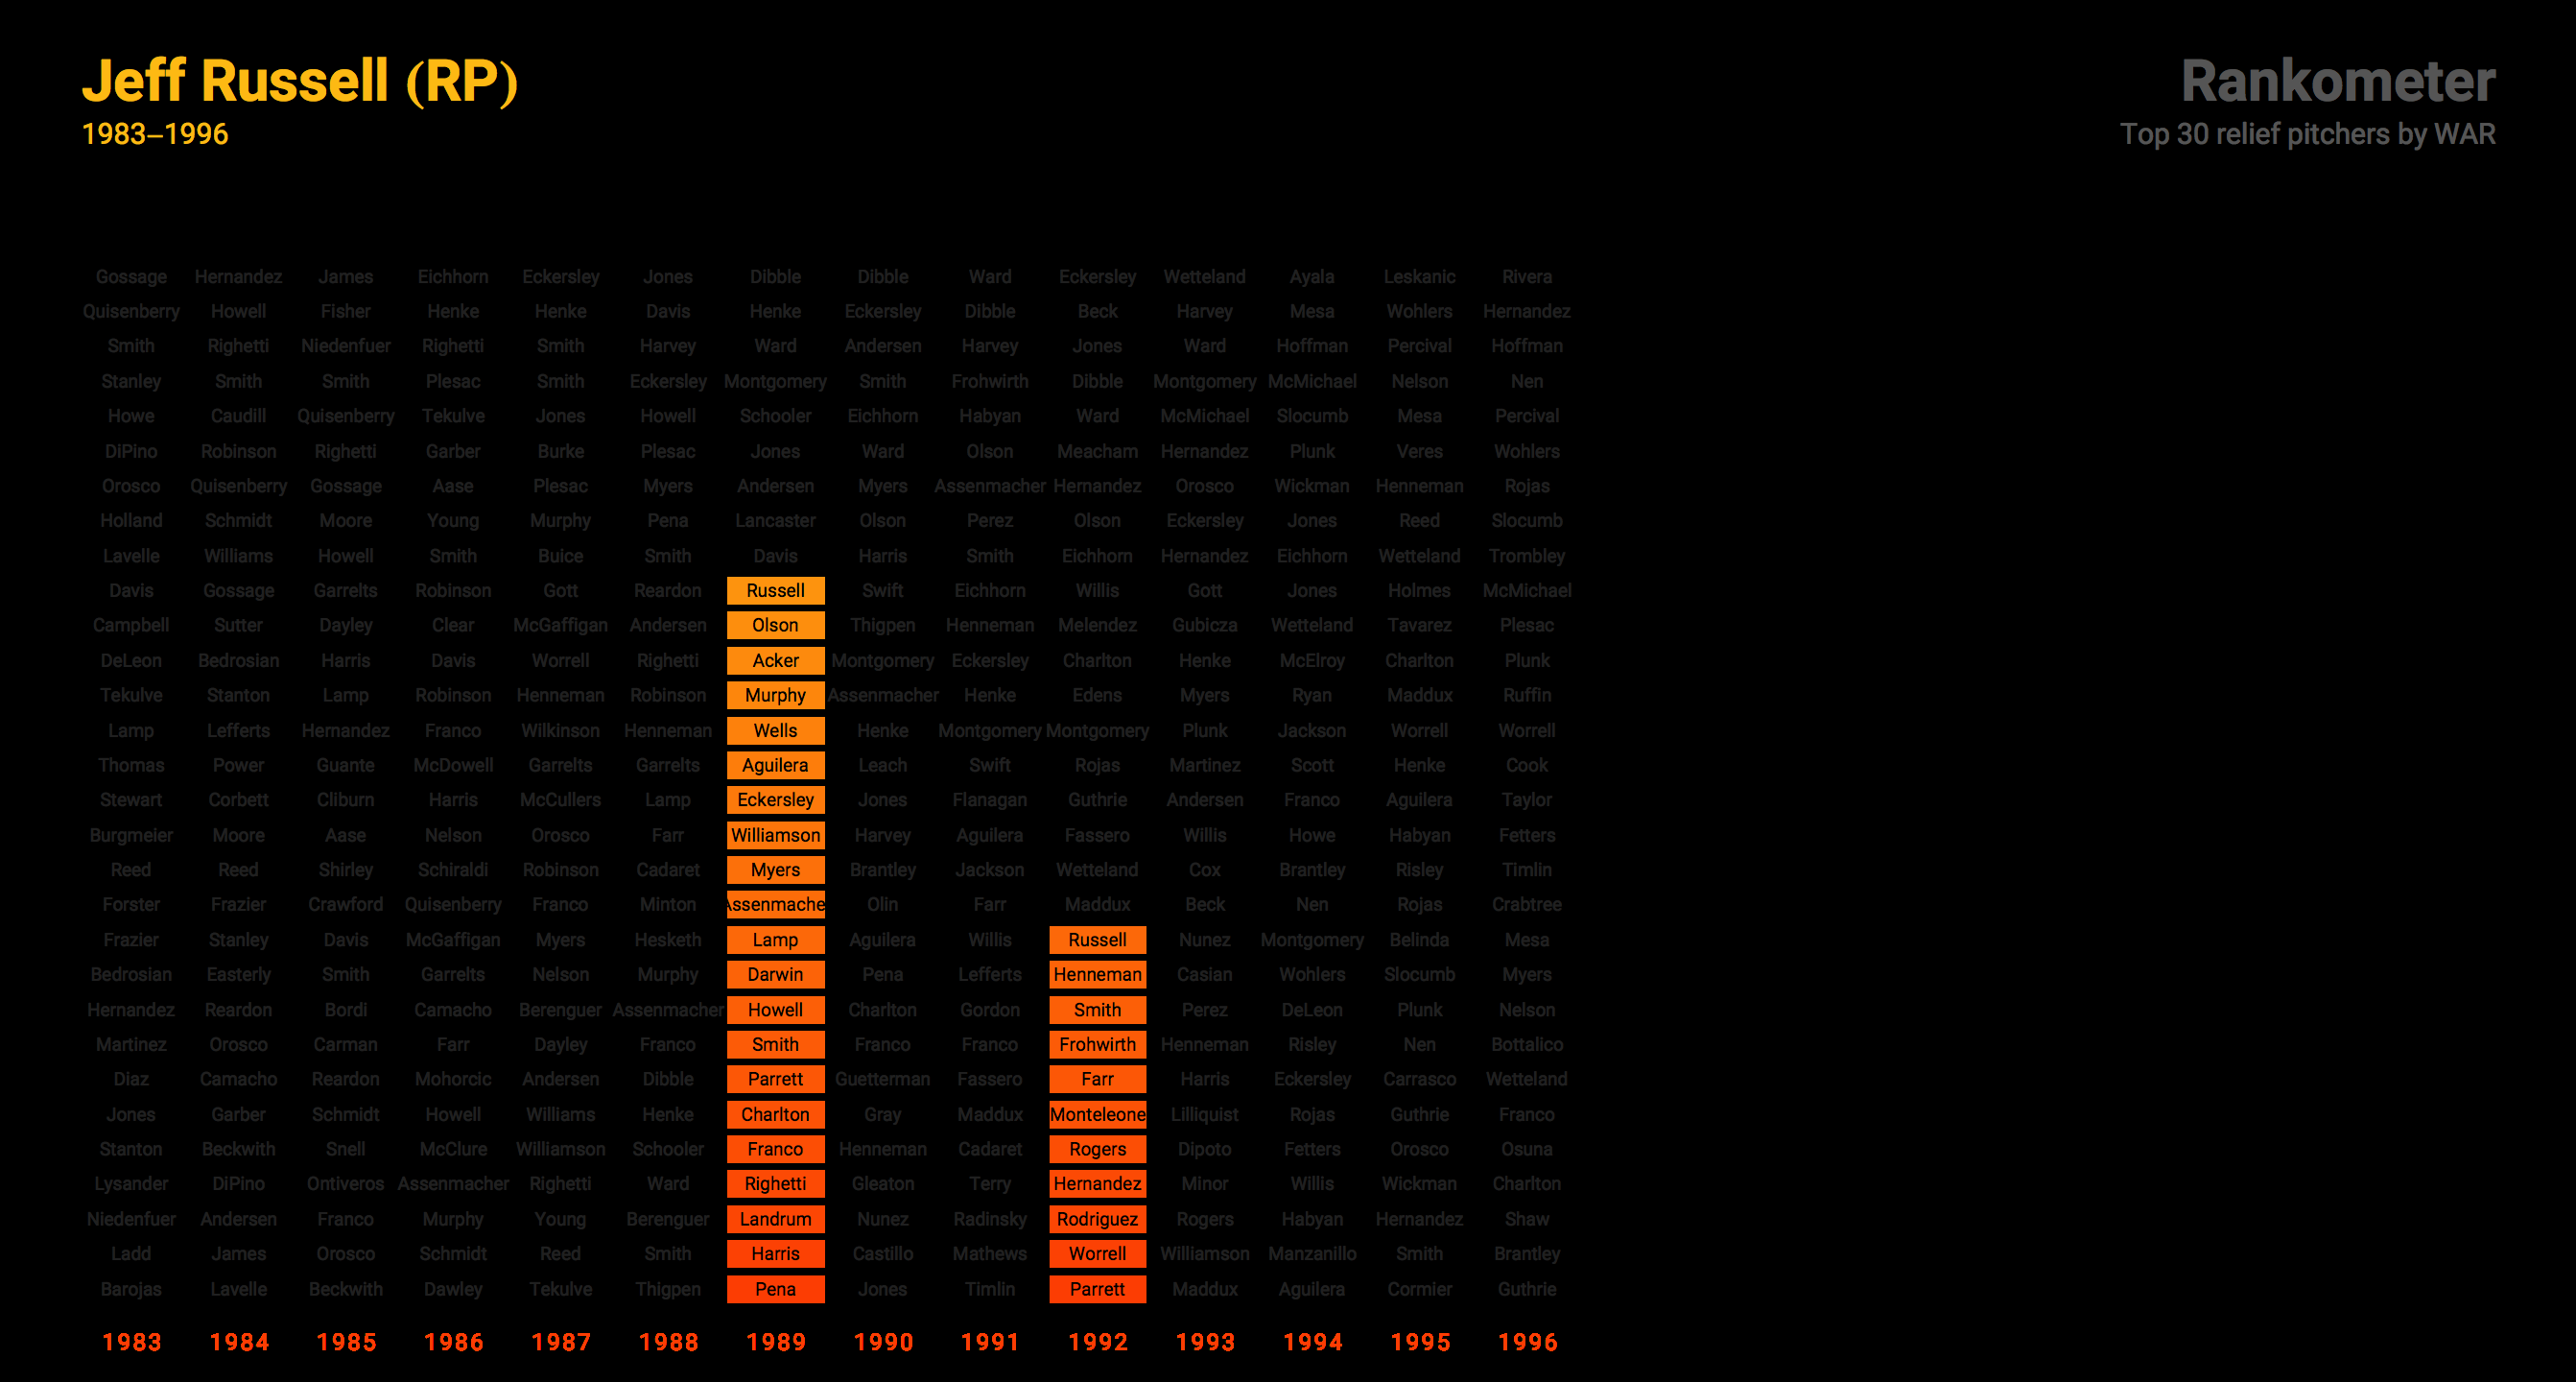 Jeff Russell (RP)
1983–1996
Rankometer
Top 30 relief pitchers by WAR
Gossage Hernandez James Eichhorn Eckersley Jones Dibble Dibble Ward Eckersley Wetteland Ayala Leskanic Rivera
Quisenberry Howell Fisher Henke Henke Davis Henke Eckersley Dibble Beck Harvey Mesa Wohlers Hernandez
Smith Righetti Niedenfuer Righetti Smith Harvey Ward Andersen Harvey Jones Ward Hoffman Percival Hoffman
Stanley Smith Smith Plesac Smith Eckersley Montgomery Smith Frohwirth Dibble Montgomery McMichael Nelson Nen
Howe Caudill Quisenberry Tekulve Jones Howell Schooler Eichhorn Habyan Ward McMichael Slocumb Mesa Percival
DiPino Robinson Righetti Garber Burke Plesac Jones Ward Olson Meacham Hernandez Plunk Veres Wohlers
Orosco Quisenberry Gossage Aase Plesac Myers Andersen Myers Assenmacher Hernandez Orosco Wickman Henneman Rojas
Holland Schmidt Moore Young Murphy Pena Lancaster Olson Perez Olson Eckersley Jones Reed Slocumb
Lavelle Williams Howell Smith Buice Smith Davis Harris Smith Eichhorn Hernandez Eichhorn Wetteland Trombley
Davis Gossage Garrelts Robinson Gott Reardon Russell Swift Eichhorn Willis Gott Jones Holmes McMichael
Campbell Sutter Dayley Clear McGaffigan Andersen Olson Thigpen Henneman Melendez Gubicza Wetteland Tavarez Plesac
DeLeon Bedrosian Harris Davis Worrell Righetti Acker Montgomery Eckersley Charlton Henke McElroy Charlton Plunk
Tekulve Stanton Lamp Robinson Henneman Robinson Murphy Assenmacher Henke Edens Myers Ryan Maddux Ruffin
Lamp Lefferts Hernandez Franco Wilkinson Henneman Wells Henke Montgomery Montgomery Plunk Jackson Worrell Worrell
Thomas Power Guante McDowell Garrelts Garrelts Aguilera Leach Swift Rojas Martinez Scott Henke Cook
Stewart Corbett Cliburn Harris McCullers Lamp Eckersley Jones Flanagan Guthrie Andersen Franco Aguilera Taylor
Burgmeier Moore Aase Nelson Orosco Farr Williamson Harvey Aguilera Fassero Willis Howe Habyan Fetters
Reed Reed Shirley Schiraldi Robinson Cadaret Myers Brantley Jackson Wetteland Cox Brantley Risley Timlin
Forster Frazier Crawford Quisenberry Franco Minton Assenmache Olin Farr Maddux Beck Nen Rojas Crabtree
Frazier Stanley Davis McGaffigan Myers Hesketh Lamp Aguilera Willis Russell Nunez Montgomery Belinda Mesa
Bedrosian Easterly Smith Garrelts Nelson Murphy Darwin Pena Lefferts Henneman Casian Wohlers Slocumb Myers
Hernandez Reardon Bordi Camacho Berenguer Assenmacher Howell Charlton Gordon Smith Perez DeLeon Plunk Nelson
Martinez Orosco Carman Farr Dayley Franco Smith Franco Franco Frohwirth Henneman Risley Nen Bottalico
Diaz Camacho Reardon Mohorcic Andersen Dibble Parrett Guetterman Fassero Farr Harris Eckersley Carrasco Wetteland
Jones Garber Schmidt Howell Williams Henke Charlton Gray Maddux Monteleone Lilliquist Rojas Guthrie Franco
Stanton Beckwith Snell McClure Williamson Schooler Franco Henneman Cadaret Rogers Dipoto Fetters Orosco Osuna
Lysander DiPino Ontiveros Assenmacher Righetti Ward Righetti Gleaton Terry Hernandez Minor Willis Wickman Charlton
Niedenfuer Andersen Franco Murphy Young Berenguer Landrum Nunez Radinsky Rodriguez Rogers Habyan Hernandez Shaw
Ladd James Orosco Schmidt Reed Smith Harris Castillo Mathews Worrell Williamson Manzanillo Smith Brantley
Barojas Lavelle Beckwith Dawley Tekulve Thigpen Pena Jones Timlin Parrett Maddux Aguilera Cormier Guthrie
1983 1984 1985 1986 1987 1988 1989 1990 1991 1992 1993 1994 1995 1996